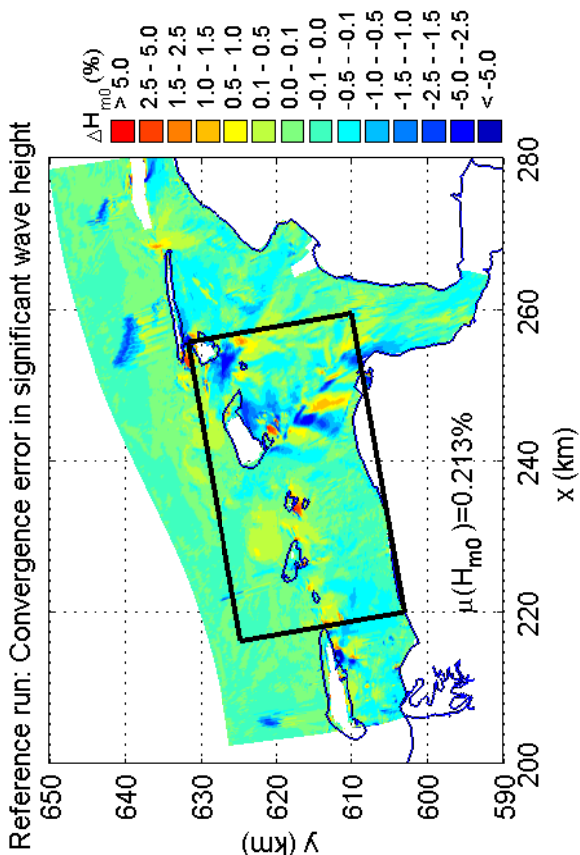 Reference run: Convergence error in significant wave height
ΔHm0(%)
> 5.0
2.5 - 5.0
1.5 - 2.5
1.0 - 1.5
0.5 - 1.0
0.1 - 0.5
0.0 - 0.1
-0.1 - 0.0
-0.5 - -0.1
-1.0 - -0.5
-1.5 - -1.0
-2.5 - -1.5
-5.0 - -2.5
< -5.0
650
640
630
620
610
600
590
y (km)
μ(Hm0)=0.213%
200
220
240
260
280
x (km)